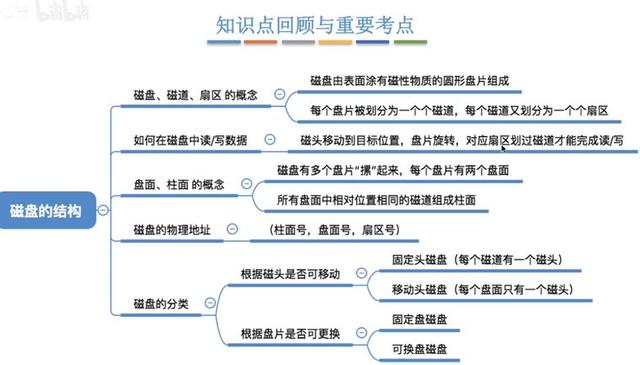 bilibili
知识点回顾与重要考点
磁盘的结构
磁盘、磁道、扇区 的概念
磁盘由表面涂有磁性物质的圆形盘片组成
每个盘片被划分为一个个磁道，每个磁道又划分为一个个扇区
如何在磁盘中读/写数据
磁头移动到目标位置，盘片旋转，对应扇区划过磁道才能完成读/写
盘面、柱面 的概念
磁盘有多个盘片“摞”起来，每个盘片有两个盘面
所有盘面中相对位置相同的磁道组成柱面
磁盘的物理地址
（柱面号，盘面号，扇区号）
磁盘的分类
根据磁头是否可移动
固定头磁盘（每个磁道有一个磁头）
移动头磁盘（每个盘面只有一个磁头）
根据盘片是否可更换
固定盘磁盘
可换盘磁盘